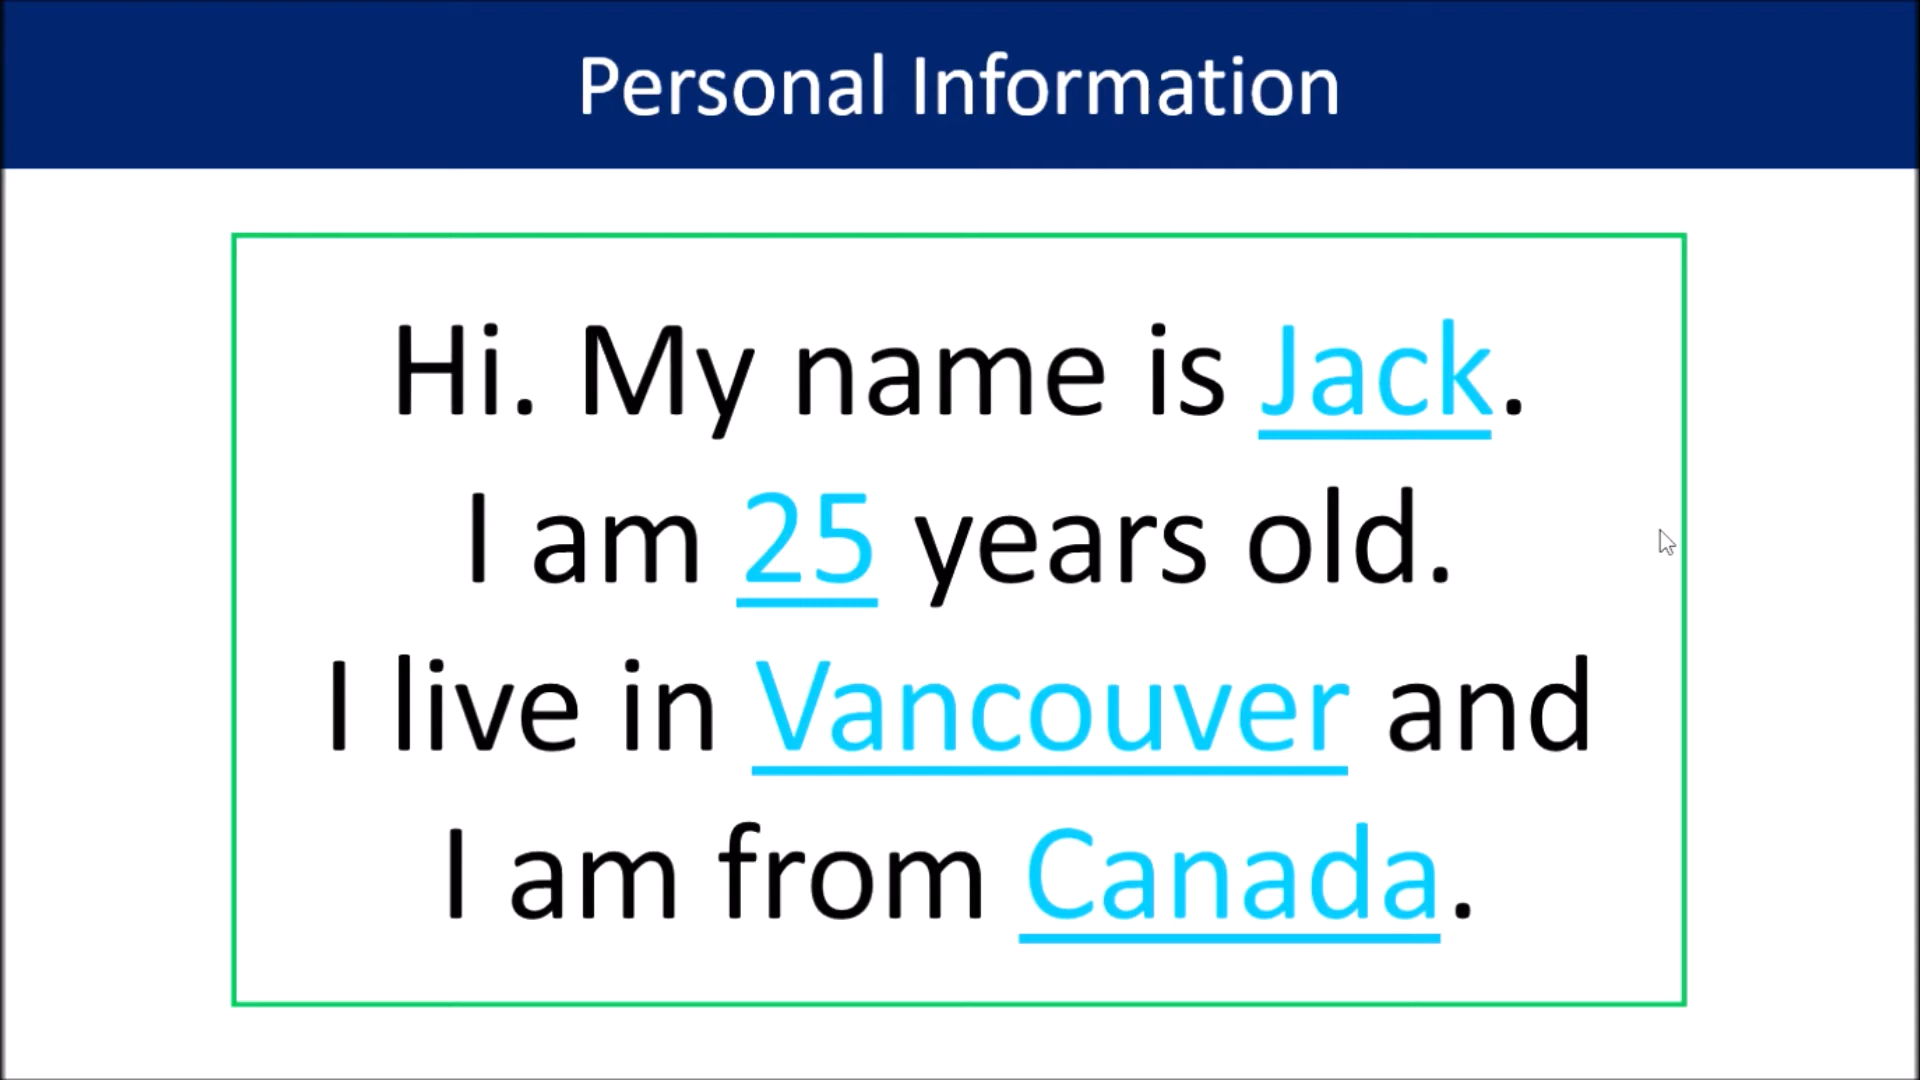 Personal Information
Hi. My name is Jack.
I am 25 years old.
I live in Vancouver and
I am from Canada.